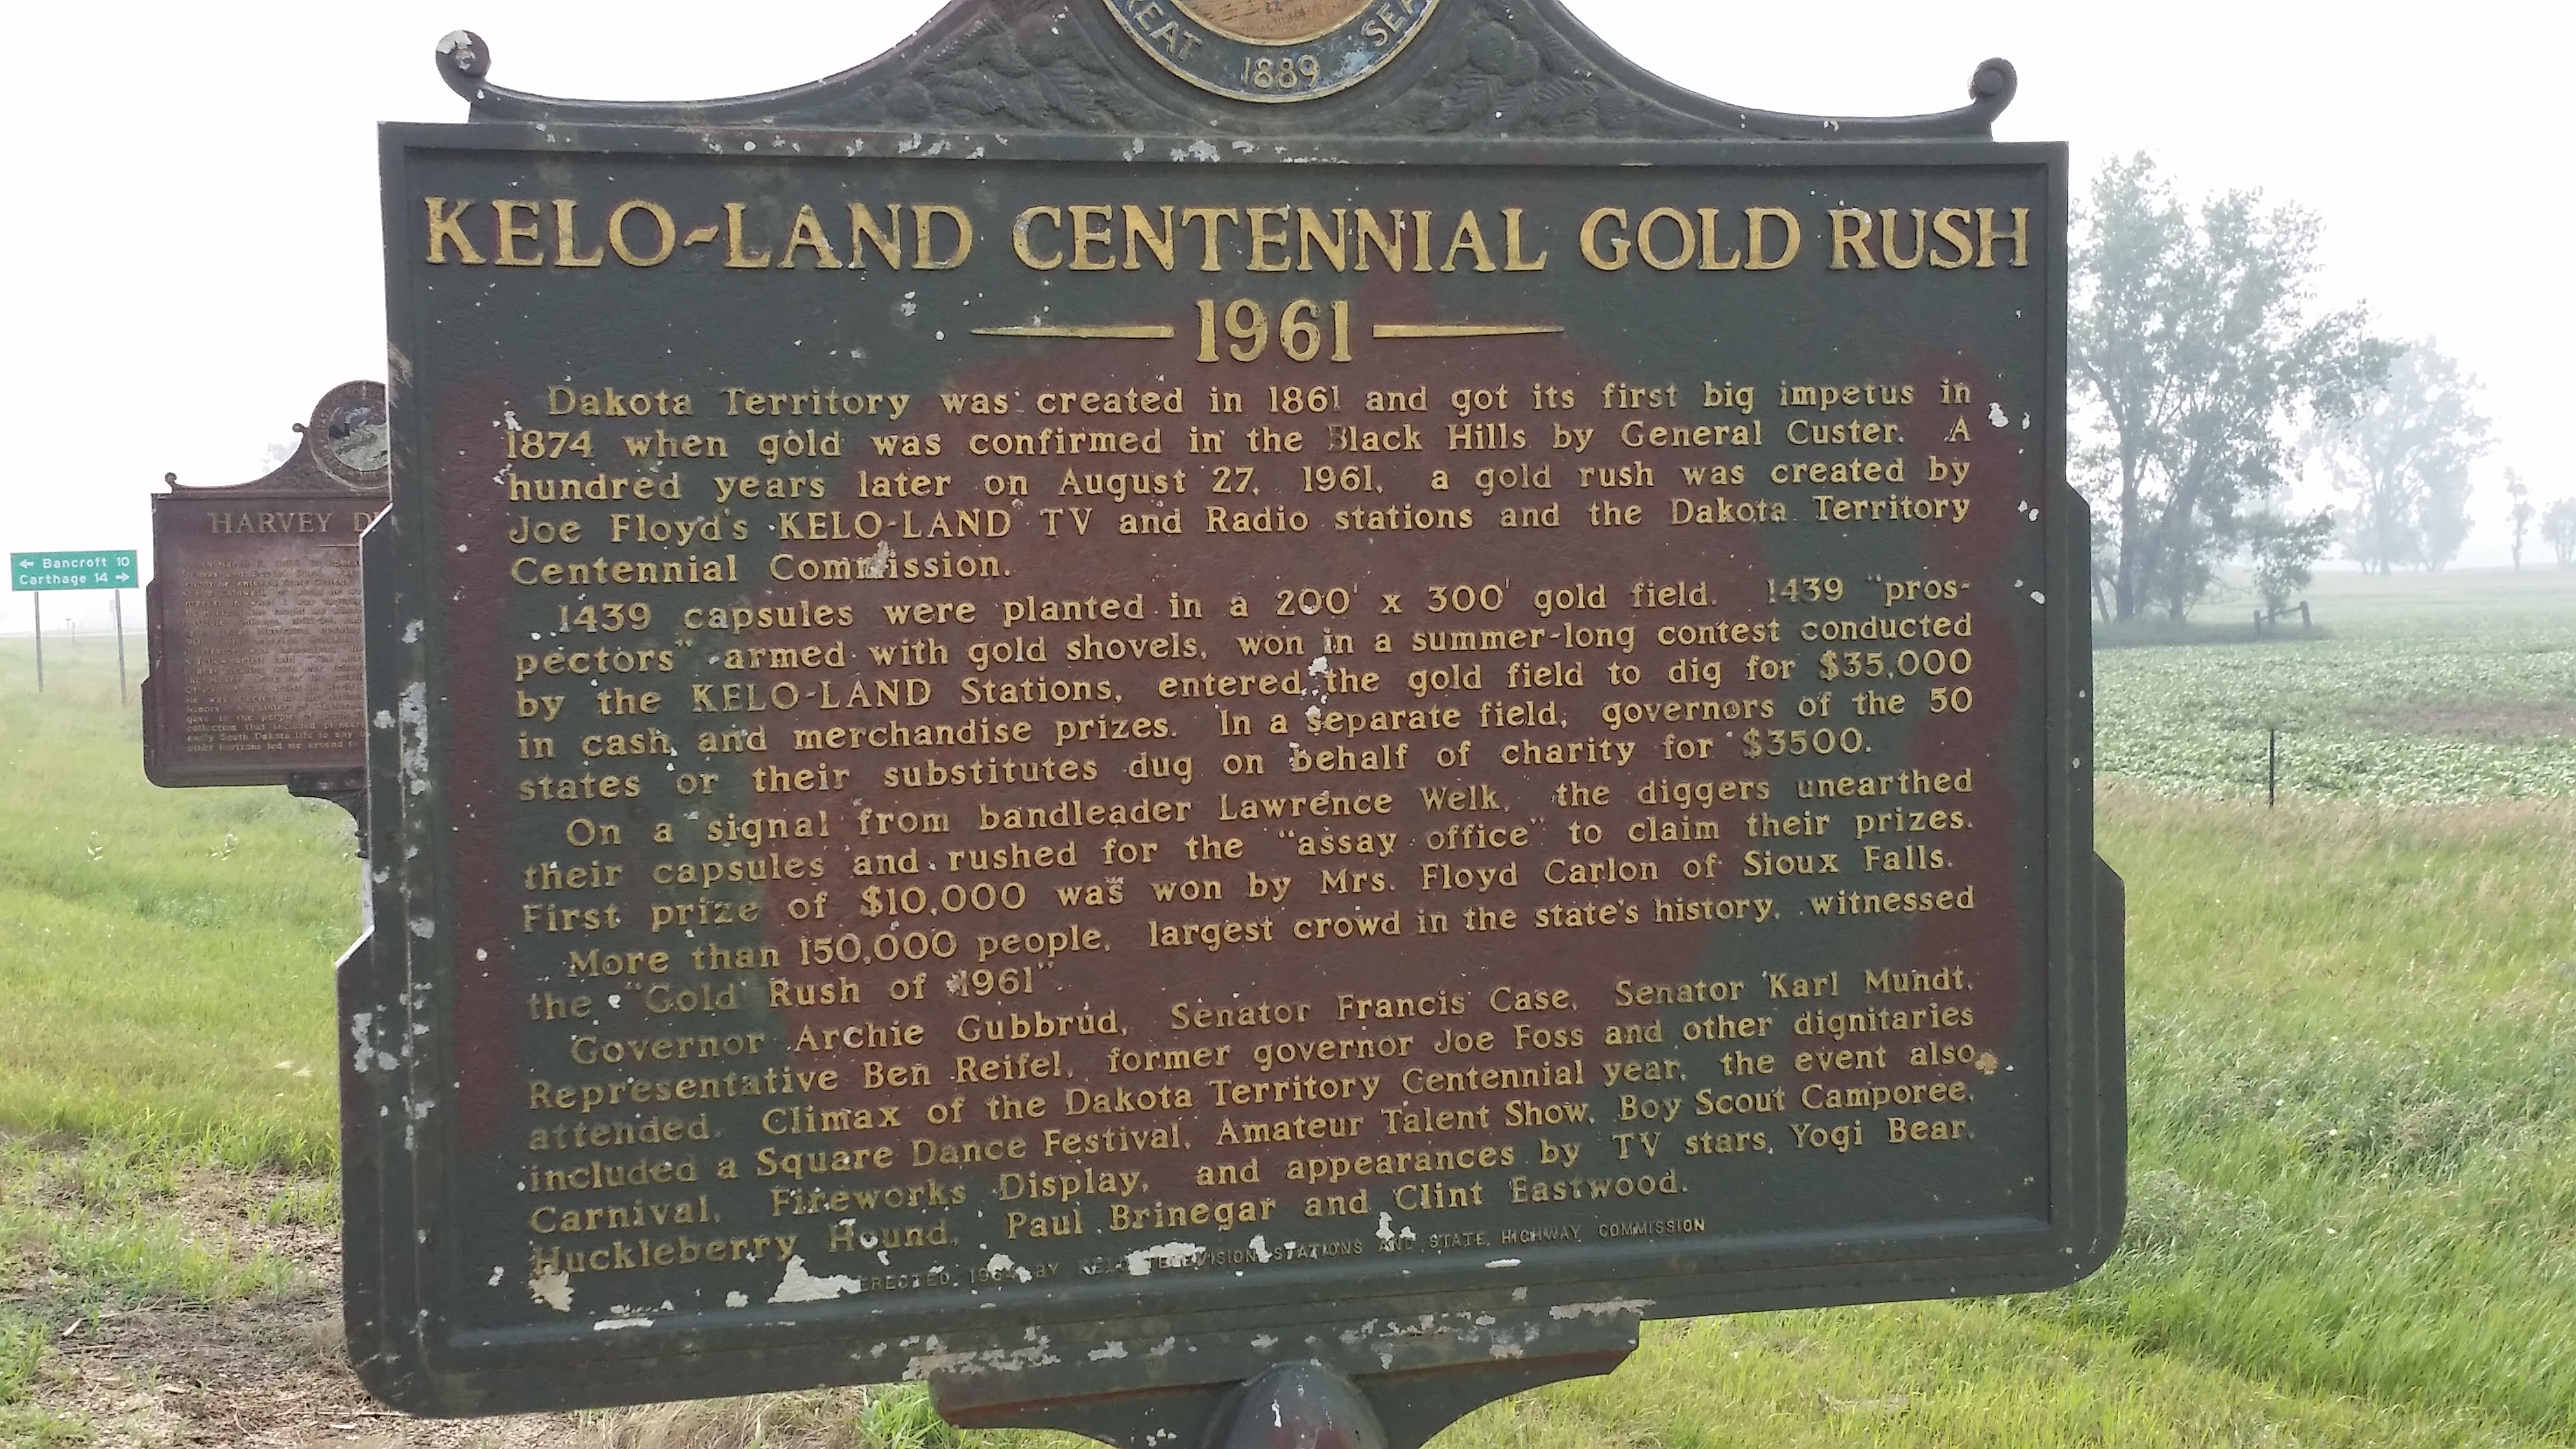 REAT SEA
1889
KELO-LAND CENTENNIAL GOLD RUSH
1961
Dakota Territory was created in 1861 and got its first big impetus in
1874 when gold was confirmed in the Black Hills by General Custer. A
hundred years later on August 27, 1961, a gold rush was created by
Joe Floyd's KELO-LAND TV and Radio stations and the Dakota Territory
Centennial Commission.
1439 capsules were planted in a 200' x 300' gold field. 1439 "pros-
pectors" armed with gold shovels, won in a summer-long contest conducted
by the KELO-LAND Stations, entered the gold field to dig for $35,000
in cash and merchandise prizes. In a separate field, governors of the 50
states or their substitutes dug on behalf of charity for $3500.
On a signal from bandleader Lawrence Welk, the diggers unearthed
their capsules and rushed for the "assay office" to claim their prizes.
First prize of $10,000 was won by Mrs. Floyd Carlon of Sioux Falls.
More than 150,000 people, largest crowd in the state's history, witnessed
the "Gold Rush of 1961".
Governor Archie Gubbrud, Senator Francis Case, Senator Karl Mundt,
Representative Ben Reifel, former governor Joe Foss and other dignitaries
attended. Climax of the Dakota Territory Centennial year, the event also
included a Square Dance Festival, Amateur Talent Show, Boy Scout Camporee,
Carnival, Fireworks Display, and appearances by TV stars, Yogi Bear,
Huckleberry Hound, Paul Brinegar and Clint Eastwood.
ERECTED BY KELO TELEVISION STATIONS AND STATE HIGHWAY COMMISSION
HARVEY DU
← Bancroft 10
Carthage 14 →